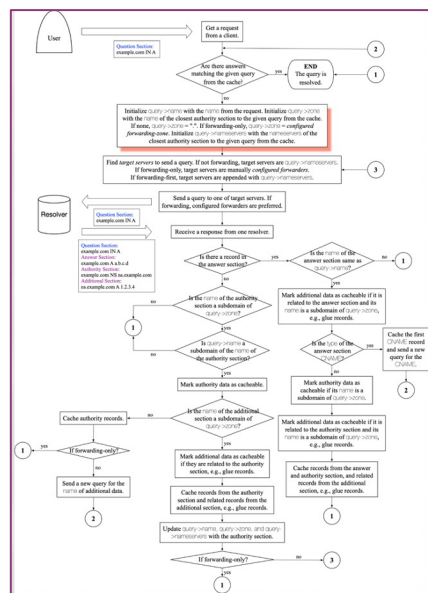 User
Question Section:
example.com IN A
Get a request
from a client.
2
Are there answers
matching the given query
from the cache?
yes
END
The query is
resolved.
1
no
Initialize query->name with the name from the request. Initialize query->zone
with the name of the closest authority section to the given query from the cache.
If none, query->zone = ".". If forwarding-only, query->zone = configured
forwarding-zone. Initialize query->nameservers with the nameservers of the
closest authority section to the given query from the cache.
Find target servers to send a query. If not forwarding, target servers are query->nameservers.
If forwarding-only, target servers are manually configured forwarders.
If forwarding-first, target servers are appended with query->nameservers.
3
Send a query to one of target servers. If
forwarding, configured forwarders are preferred.
Resolver
Question Section:
example.com IN A
Receive a response from one resolver.
Question Section:
example.com IN A
Answer Section:
example.com A a.b.c.d
Authority Section:
example.com NS ns.example.com
Additional Section:
ns.example.com A 1.2.3.4
Is there a record in
the answer section?
yes
Is the name of the
answer section same as
query->name?
no
1
no
yes
Is the name of the authority
section a subdomain of
query->zone?
no
Mark additional data as cacheable if it is
related to the answer section and its
name is a subdomain of query->zone,
e.g., glue records.
1
yes
Is query->name a
subdomain of the name of
the authority section?
no
Is the type of the
answer section
CNAME?
yes
Cache the first
CNAME record
and send a new
query for the
CNAME.
yes
no
Mark authority data as cacheable.
Mark authority data as
cacheable if its name is a
subdomain of query->zone.
Is the name of the additional
section a subdomain of
query->zone?
no
Cache authority records.
Mark additional data as cacheable if it is
related to the authority section and its
name is a subdomain of query->zone,
e.g., glue records.
yes
1
yes
If forwarding-only?
Mark additional data as cacheable
if they are related to the authority
section, e.g., glue records.
Cache records from the answer
and authority section, and related
records from the additional
section, e.g., glue records.
no
Send a new query for the
name of additional data.
Cache records from the authority
section and related records from the
additional section, e.g., glue records.
1
2
Update query->name, query->zone, and query-
>nameservers with the authority section.
If forwarding-only?
no
3
yes
1